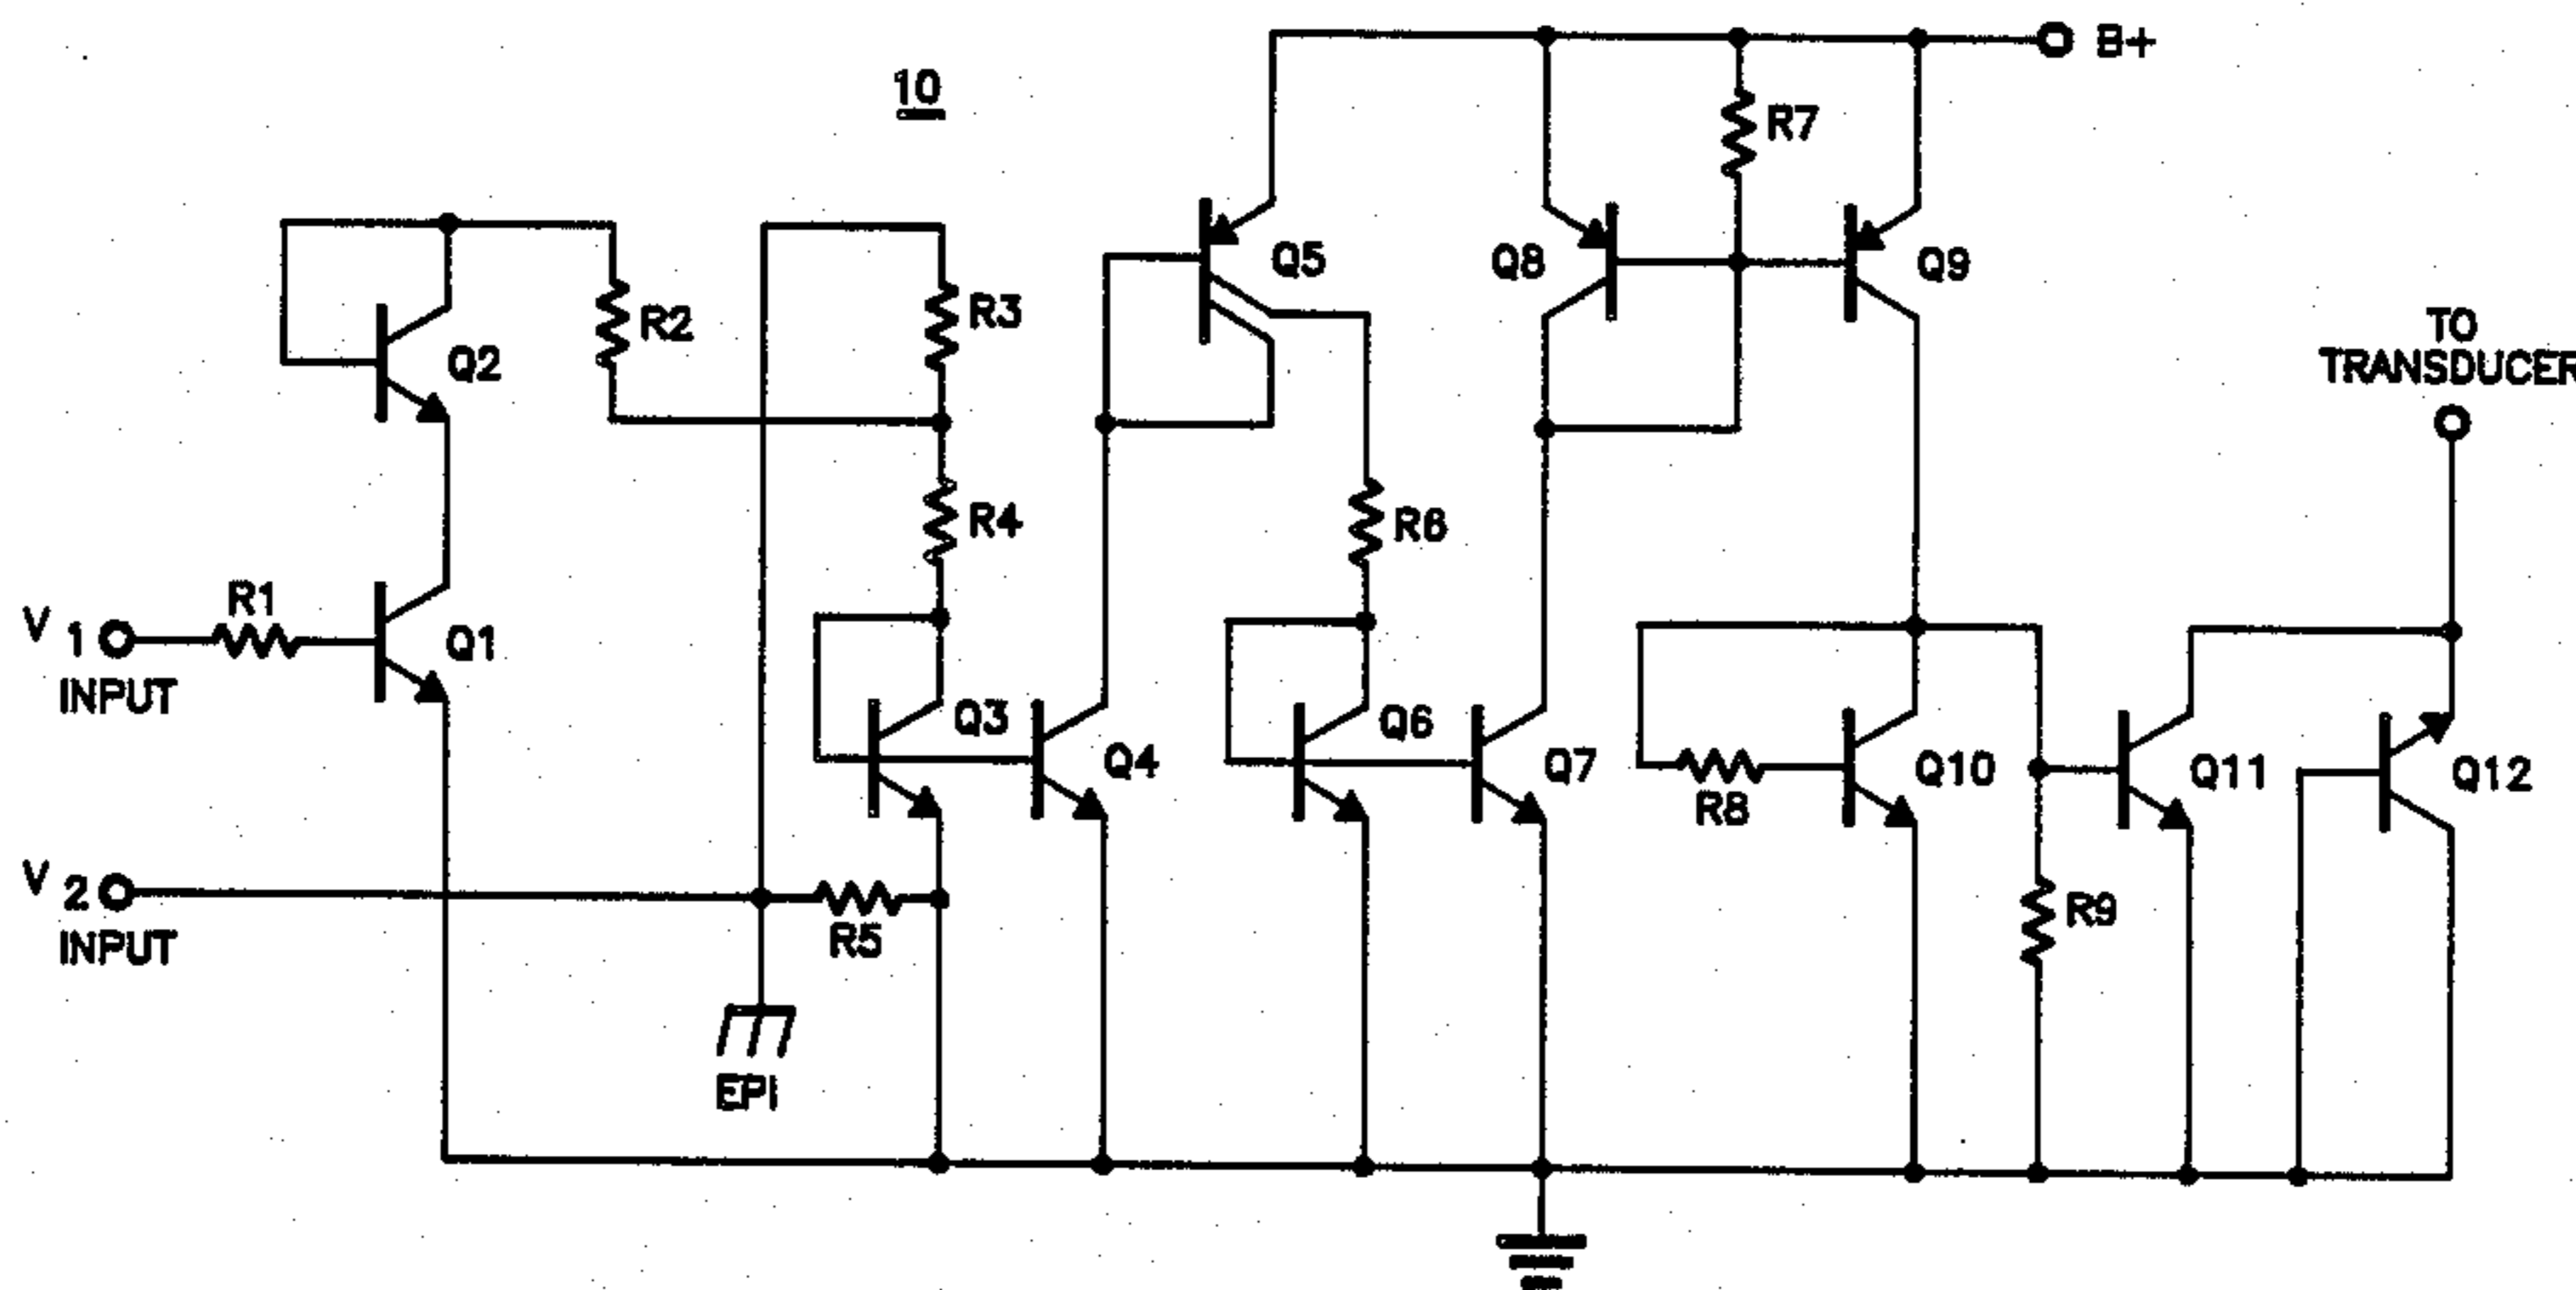 10
B+
R7
Q5
Q8
Q9
R2
R3
Q2
TO
TRANSDUCER
R4
R6
V 1
INPUT
R1
Q1
Q3
Q4
Q6
Q7
R8
Q10
Q11
Q12
V 2
INPUT
R5
R9
EPI